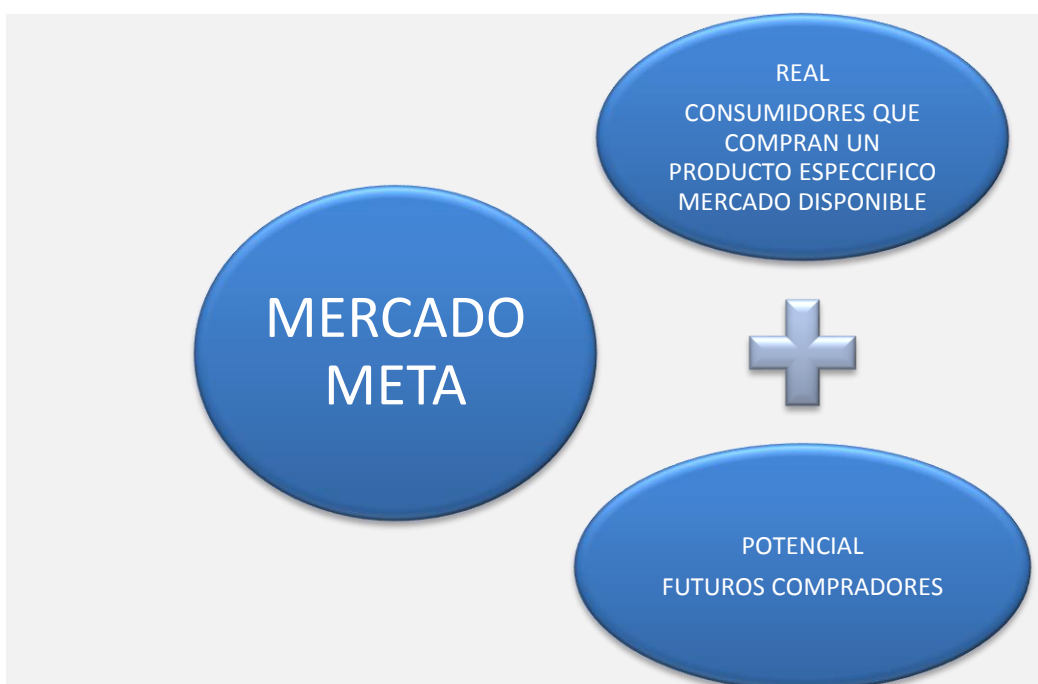 MERCADO
META
REAL
CONSUMIDORES QUE
COMPRAN UN
PRODUCTO ESPECCIFICO
MERCADO DISPONIBLE
POTENCIAL
FUTUROS COMPRADORES